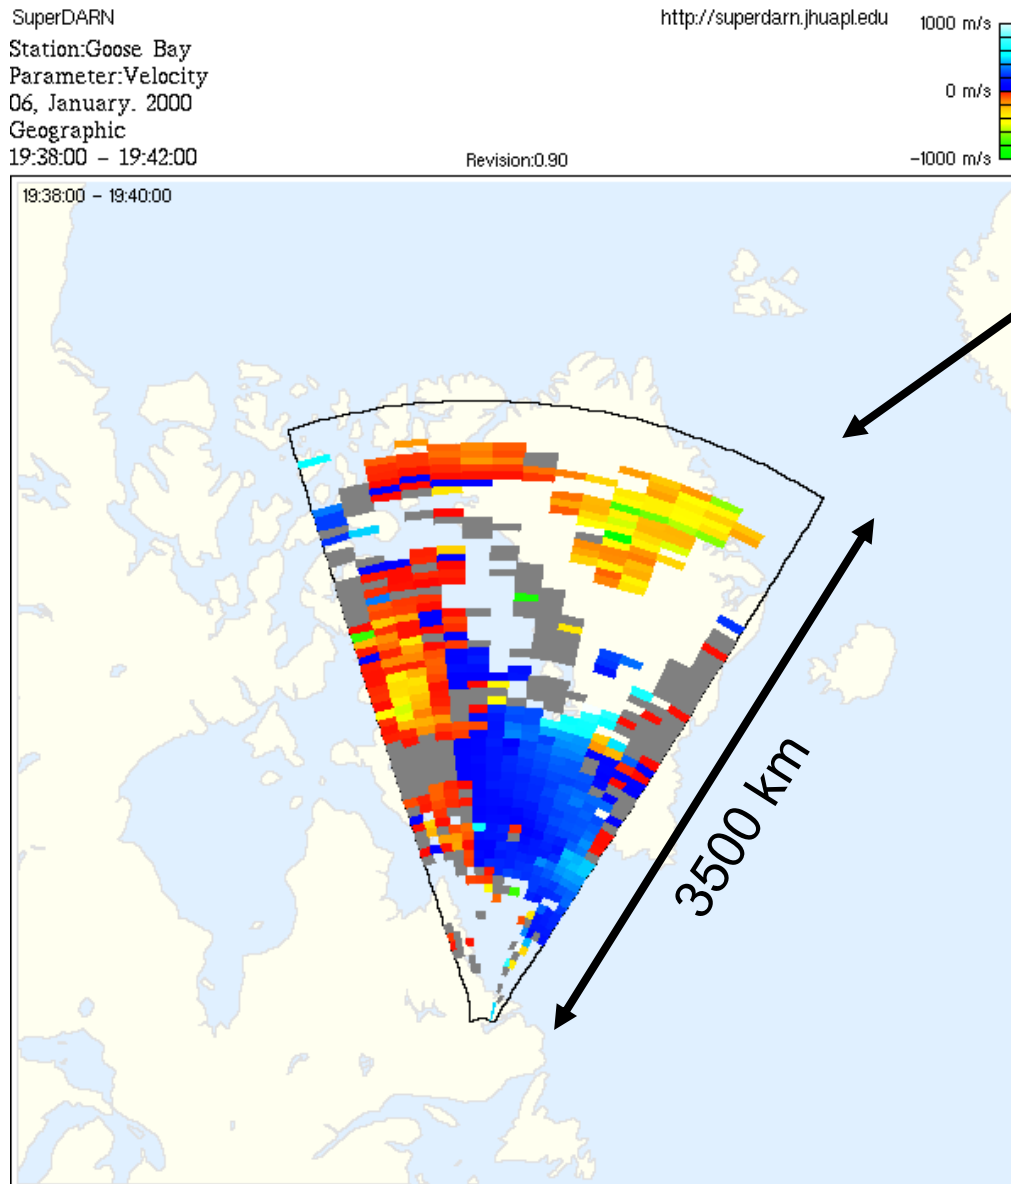 SuperDARN
http://superdarn.jhuapl.edu
1000 m/s
Station:Goose Bay
Parameter:Velocity
0 m/s
06, January. 2000
Geographic
19:38:00 - 19:42:00
Revision:0.90
-1000 m/s
19:38:00 - 19:40:00
3500 km